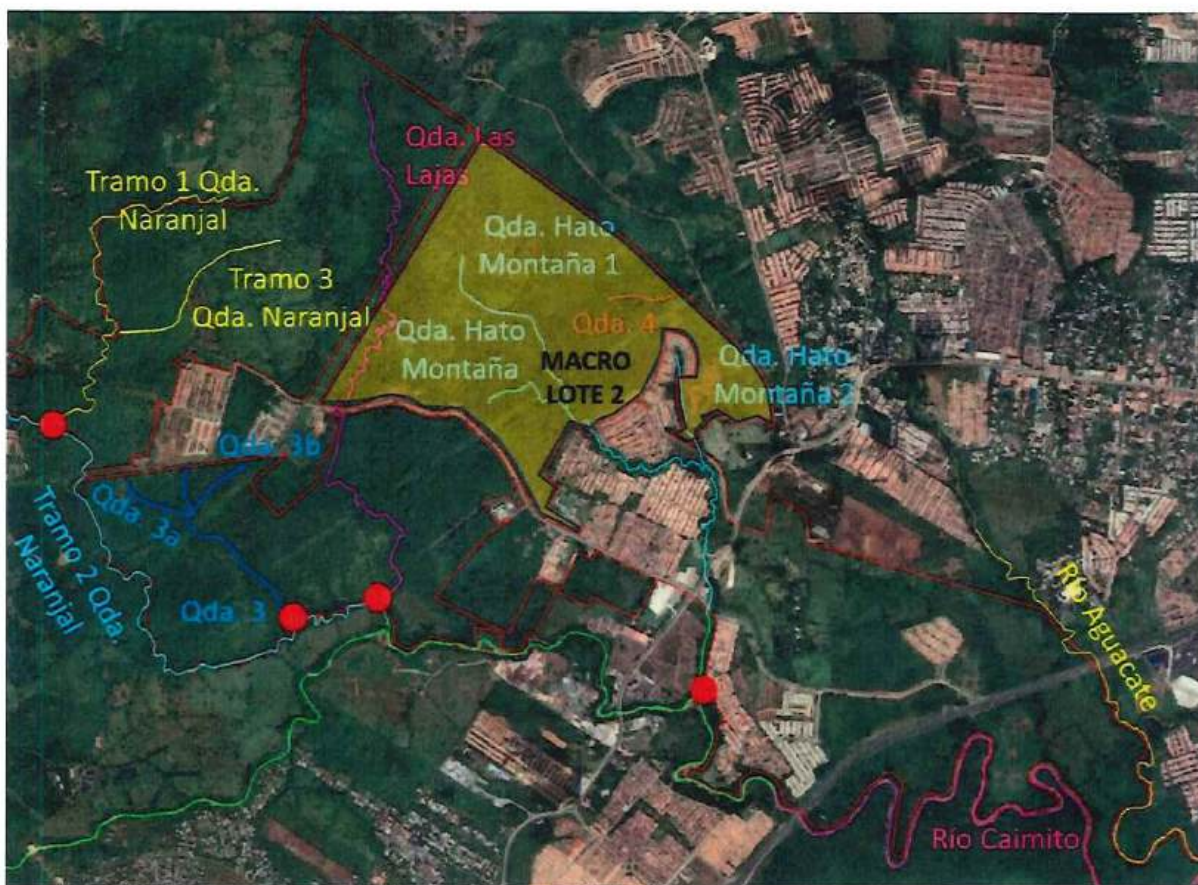 Qda. Las
Lajas
Tramo 1 Qda.
Naranjal
Qda. Hato
Montaña 1
Tramo 3
Qda. Naranjal
Qda. 4
Qda. Hato
Montaña
MACRO
LOTE 2
Qda. Hato
Montaña 2
Qda. 3b
Qda. 3a
Tramo 2 Qda.
Naranjal
Qda. 3
Río Aguacate
Río Caimito